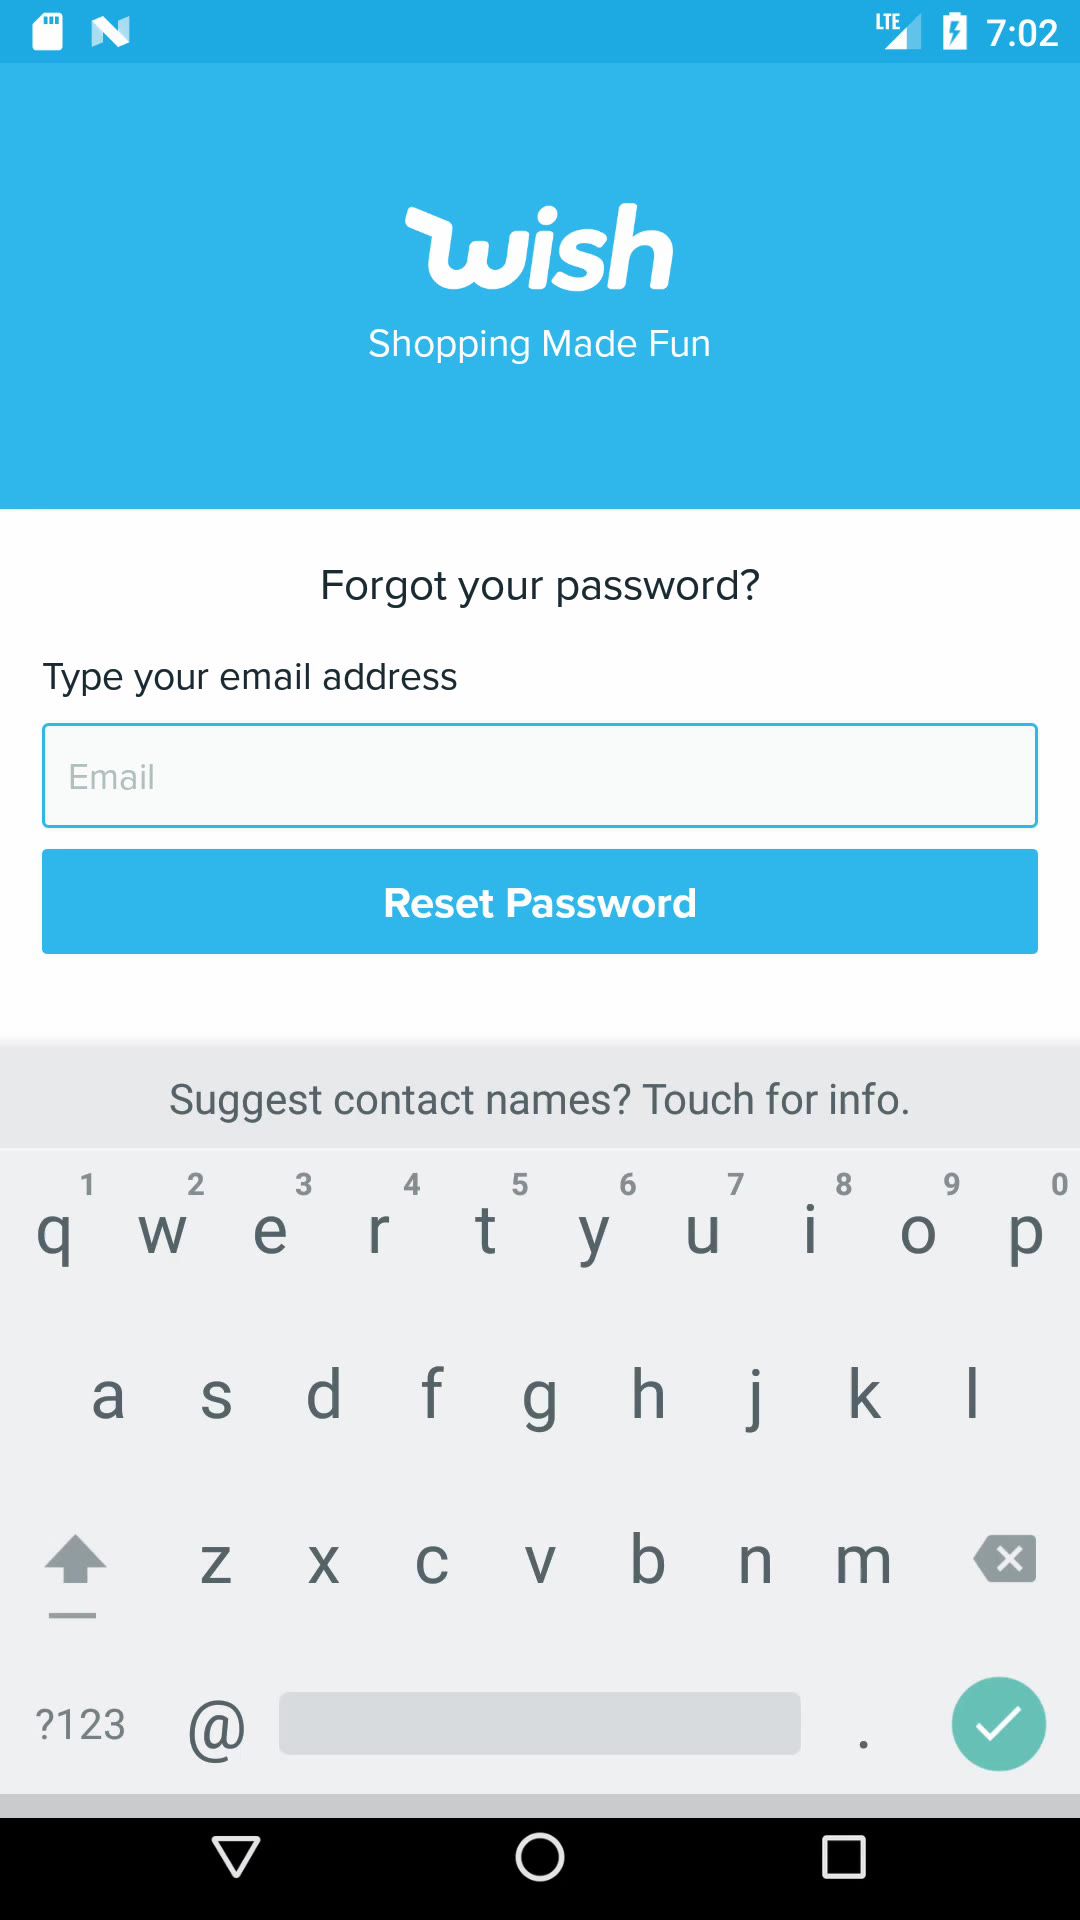 LTE 7:02
wish
Shopping Made Fun
Forgot your password?
Type your email address
Email
Reset Password
Suggest contact names? Touch for info.
1 2 3 4 5 6 7 8 9 0
q w e r t y u i o p
a s d f g h j k l
z x c v b n m
?123 @ .